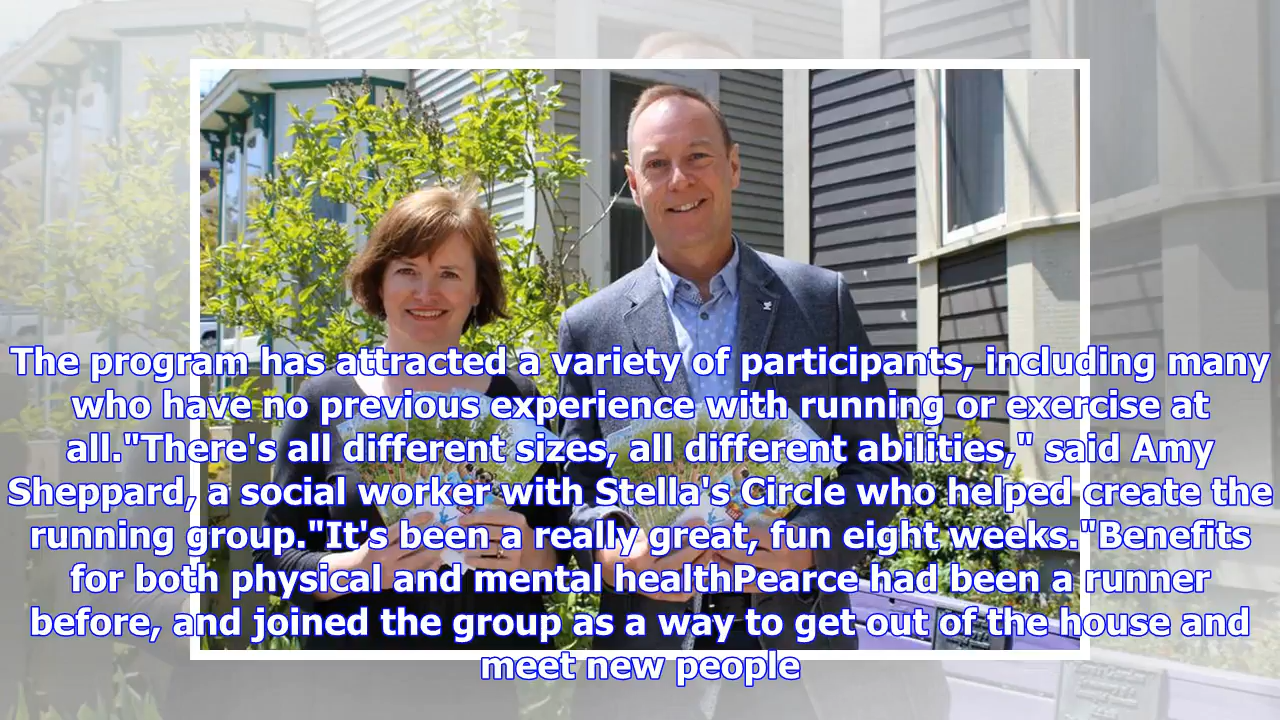 The program has attracted a variety of participants, including many
who have no previous experience with running or exercise at
all."There's all different sizes, all different abilities," said Amy
Sheppard, a social worker with Stella's Circle who helped create the
running group."It's been a really great, fun eight weeks."Benefits
for both physical and mental healthPearce had been a runner
before, and joined the group as a way to get out of the house and
meet new people